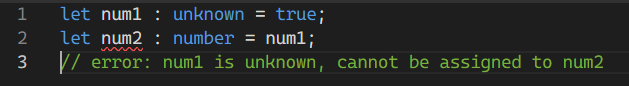 1 let num1 : unknown = true;
2 let num2 : number = num1;
3 // error: num1 is unknown, cannot be assigned to num2